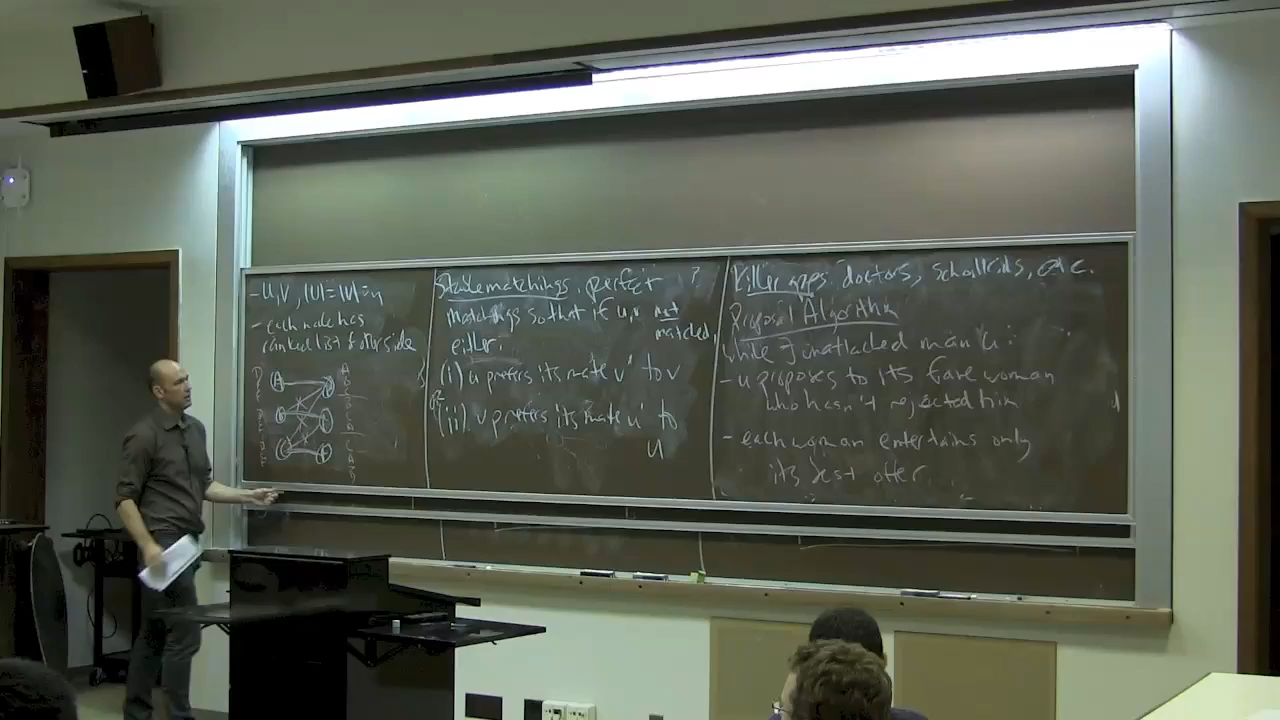 - U, V, |U|=|V|=n
- each node has
ranked list of other side
A
D
B
E
C
F
Stable matchings: perfect
matchings so that if u,v not
matched,
either:
(i) u prefers its mate v' to v
or
(ii) v prefers its mate u' to
u
Killer apps: doctors, schools/kids, etc.
Proposal Algorithm
while ∃ unattached man u:
- u proposes to its fave woman
who hasn't rejected him
- each woman entertains only
its best offer